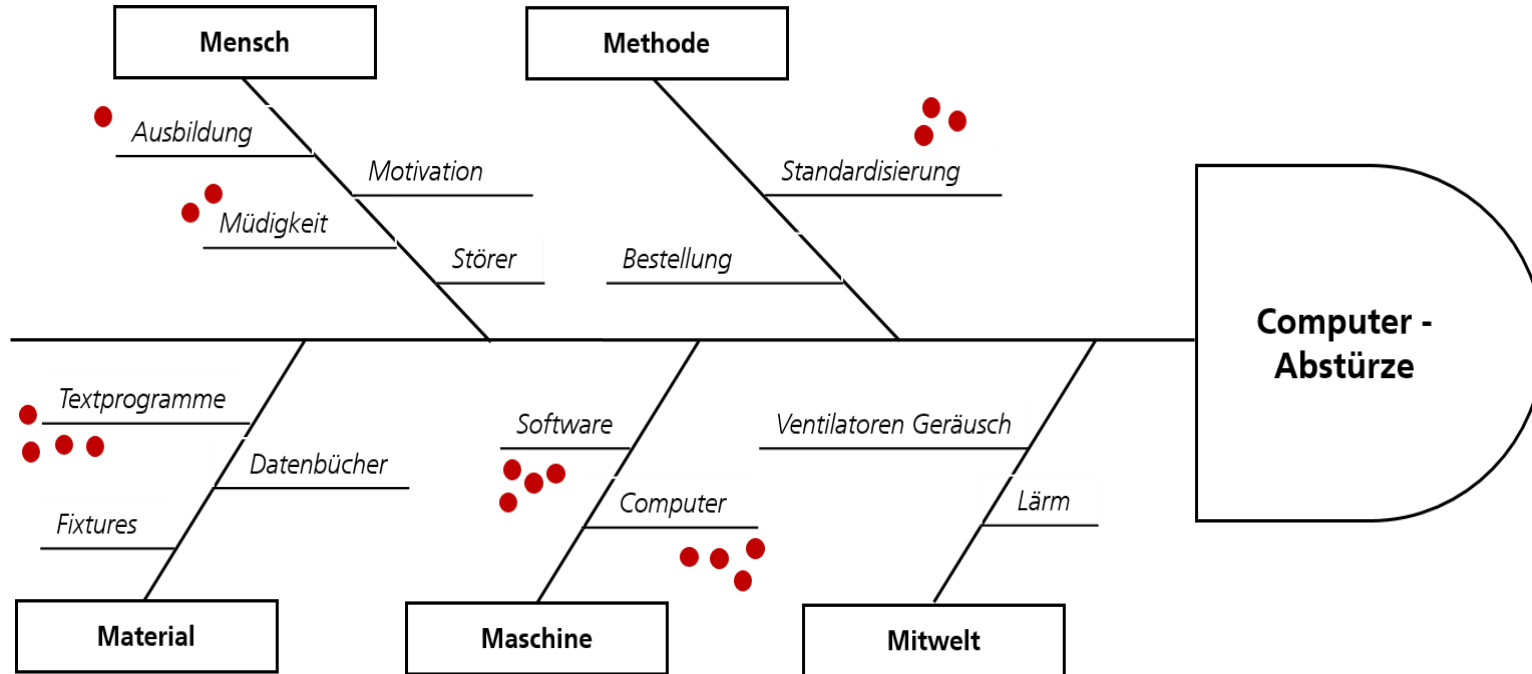 Mensch
Methode
Ausbildung
Motivation
Standardisierung
Müdigkeit
Störer
Bestellung
Computer -
Abstürze
Textprogramme
Software
Ventilatoren Geräusch
Datenbücher
Computer
Lärm
Fixtures
Material
Maschine
Mitwelt